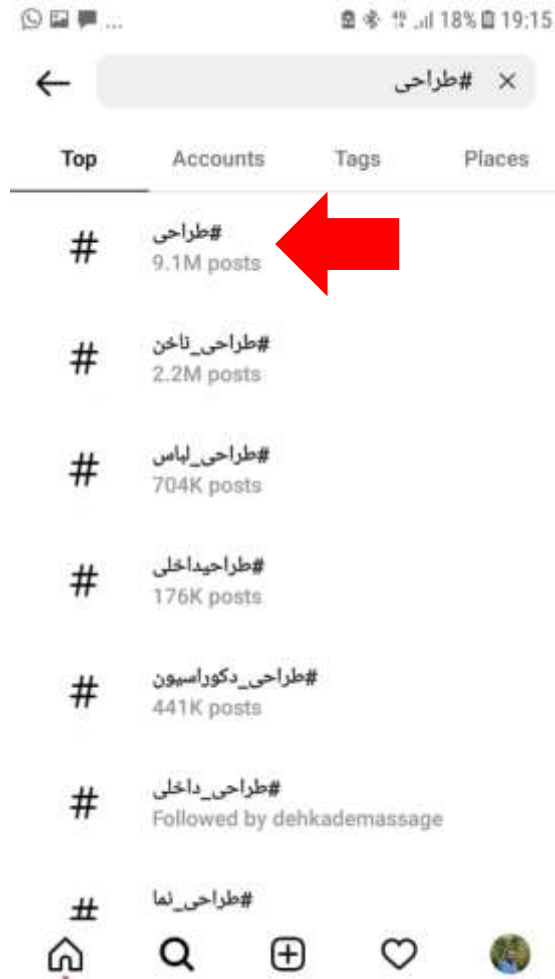 ... 18% 19:15
#طراحی
Top Accounts Tags Places
#طراحی
9.1M posts
#طراحی_ناخن
2.2M posts
#طراحی_لباس
704K posts
#طراحیداخلی
176K posts
#طراحی_دکوراسیون
441K posts
#طراحی_داخلی
Followed by dehkademassage
#طراحی_نما